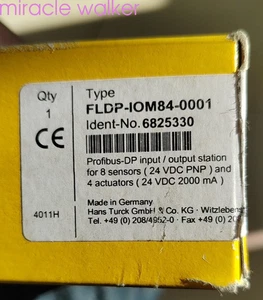 miracle walker
Qty
1
CE
4011H
Type
FLDP-IOM84-0001
Ident-No. 6825330
Profibus-DP input / output station
for 8 sensors ( 24 VDC PNP ) and
4 actuators ( 24 VDC 2000 mA )
Made in Germany
Hans Turck GmbH & Co. KG · Witzleben
Tel. +49 (0) 208/4952-0 · Fax +49 (0) 208/